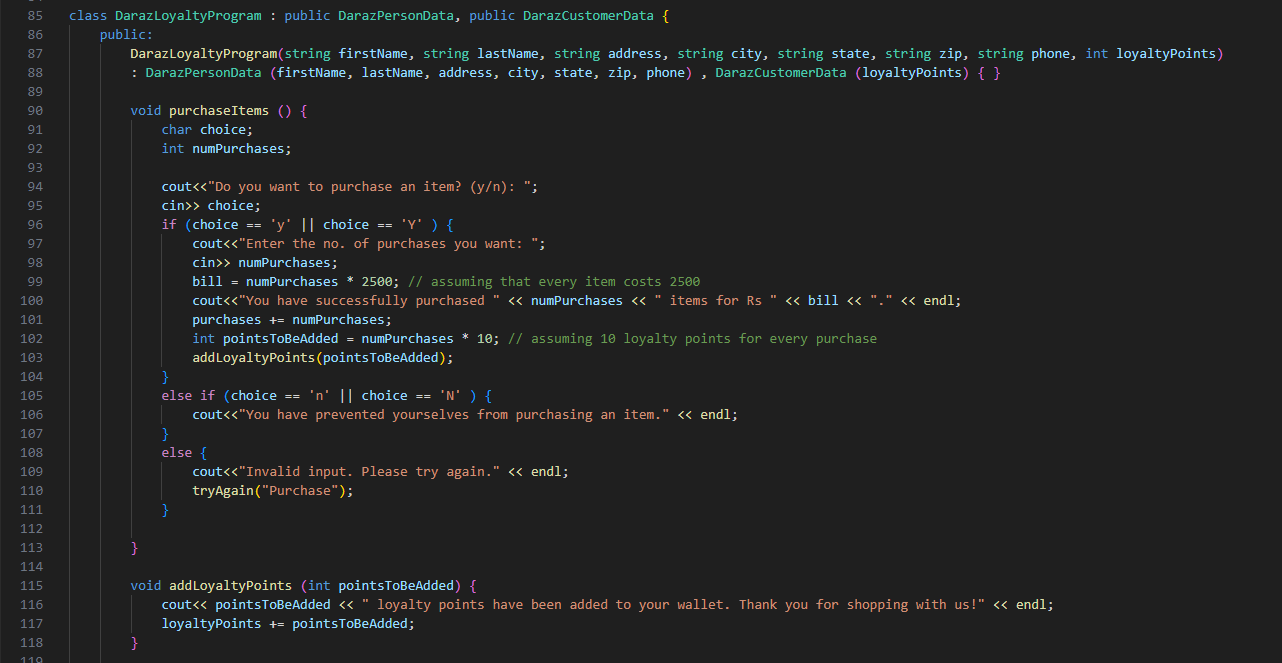 85 class DarazLoyaltyProgram : public DarazPersonData, public DarazCustomerData {
86 public:
87 DarazLoyaltyProgram(string firstName, string lastName, string address, string city, string state, string zip, string phone, int loyaltyPoints)
88 : DarazPersonData (firstName, lastName, address, city, state, zip, phone) , DarazCustomerData (loyaltyPoints) { }
89
90 void purchaseItems () {
91 char choice;
92 int numPurchases;
93
94 cout<<"Do you want to purchase an item? (y/n): ";
95 cin>> choice;
96 if (choice == 'y' || choice == 'Y' ) {
97 cout<<"Enter the no. of purchases you want: ";
98 cin>> numPurchases;
99 bill = numPurchases * 2500; // assuming that every item costs 2500
100 cout<<"You have successfully purchased " << numPurchases << " items for Rs " << bill << "." << endl;
101 purchases += numPurchases;
102 int pointsToBeAdded = numPurchases * 10; // assuming 10 loyalty points for every purchase
103 addLoyaltyPoints(pointsToBeAdded);
104 }
105 else if (choice == 'n' || choice == 'N' ) {
106 cout<<"You have prevented yourselves from purchasing an item." << endl;
107 }
108 else {
109 cout<<"Invalid input. Please try again." << endl;
110 tryAgain("Purchase");
111 }
112
113 }
114
115 void addLoyaltyPoints (int pointsToBeAdded) {
116 cout<< pointsToBeAdded << " loyalty points have been added to your wallet. Thank you for shopping with us!" << endl;
117 loyaltyPoints += pointsToBeAdded;
118 }
119